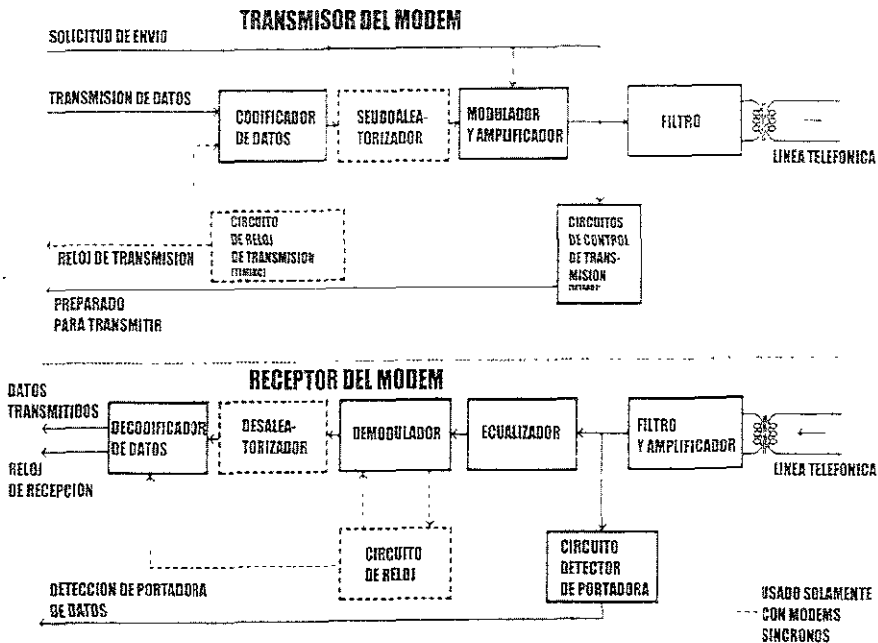 TRANSMISOR DEL MODEM
SOLICITUD DE ENVIO
TRANSMISION DE DATOS
CODIFICADOR
DE DATOS
SEUDOALEA-
TORIZADOR
MODULADOR
Y AMPLIFICADOR
FILTRO
LINEA TELEFONICA
CIRCUITO
DE RELOJ
DE TRANSMISION
(TIMING)
CIRCUITOS
DE CONTROL
DE TRANS-
MISION
RELOJ DE TRANSMISION
PREPARADO
PARA TRANSMITIR
RECEPTOR DEL MODEM
DATOS
TRANSMITIDOS
DECODIFICADOR
DE DATOS
DESALEA-
TORIZADOR
DEMODULADOR
ECUALIZADOR
FILTRO
Y AMPLIFICADOR
RELOJ
DE RECEPCIÓN
LINEA TELEFONICA
CIRCUITO
DE RELOJ
CIRCUITO
DETECTOR
DE PORTADORA
DETECCION DE PORTADORA
DE DATOS
USADO SOLAMENTE
CON MODEMS
SINCRONOS